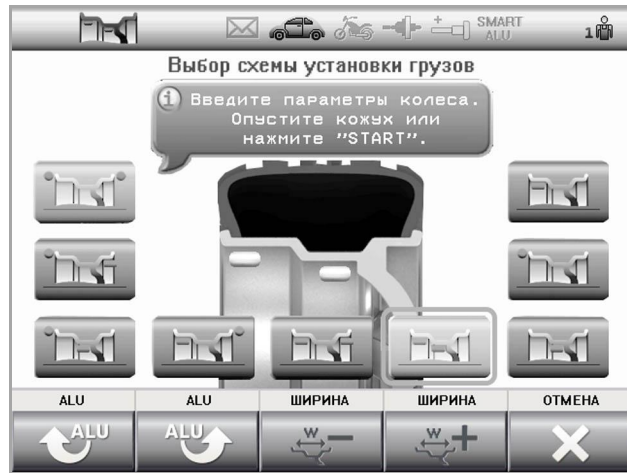 SMART
ALU
1
Выбор схемы установки грузов
i Введите параметры колеса.
Опустите кожух или
нажмите "START".
ALU ALU ШИРИНА ШИРИНА ОТМЕНА
ALU ALU W W